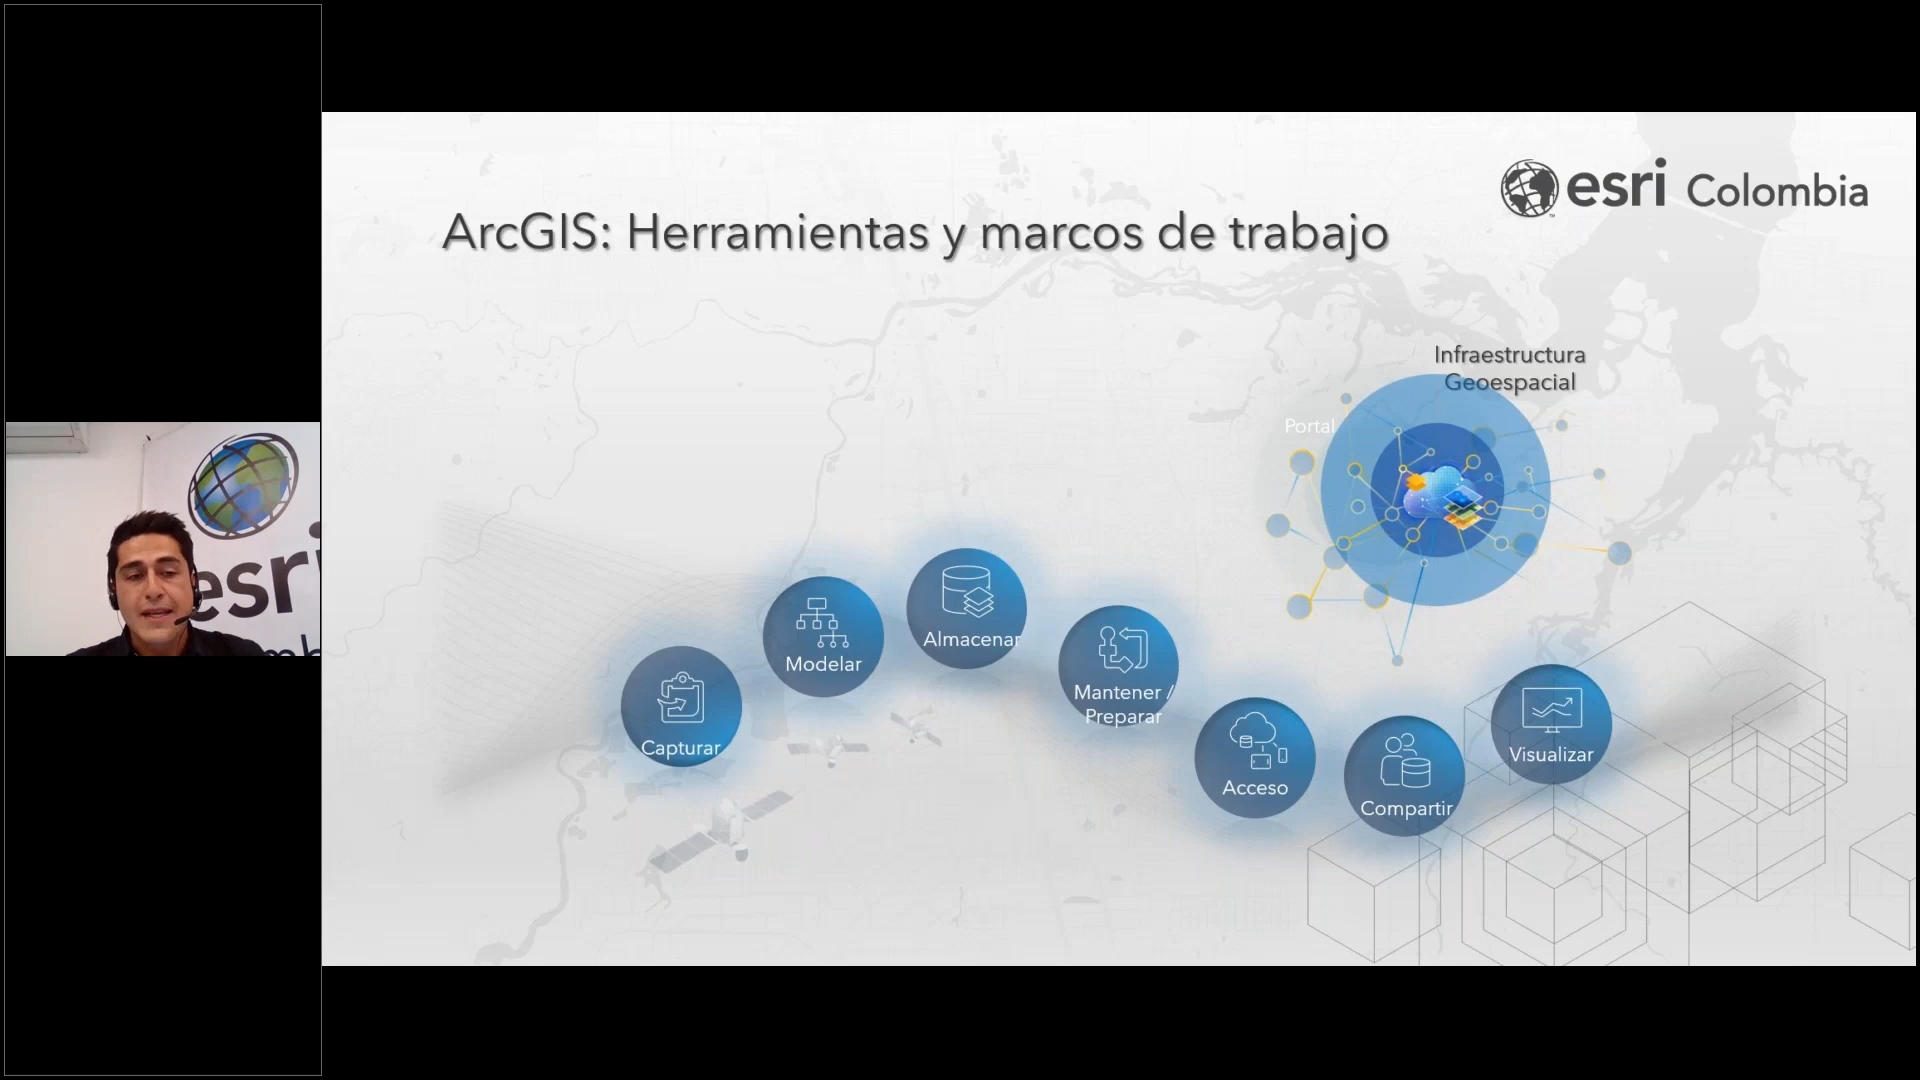 esri Colombia
ArcGIS: Herramientas y marcos de trabajo
Infraestructura
Geoespacial
Portal
Capturar
Modelar
Almacenar
Mantener /
Preparar
Acceso
Compartir
Visualizar
esri